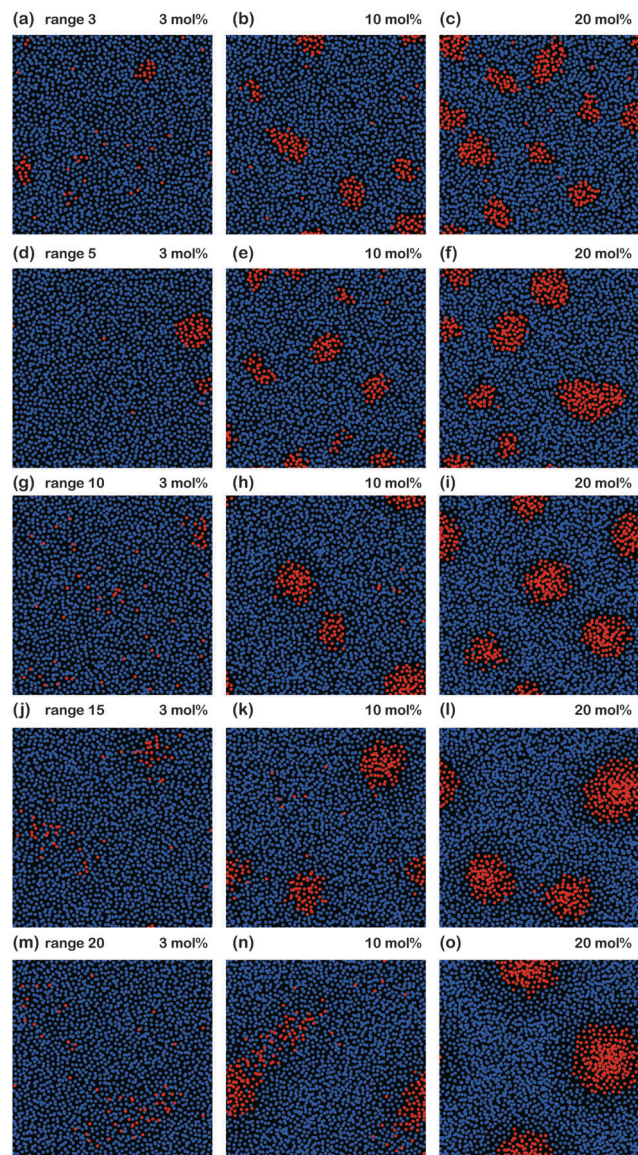 (a) range 3 3 mol% (b) 10 mol% (c) 20 mol%
(d) range 5 3 mol% (e) 10 mol% (f) 20 mol%
(g) range 10 3 mol% (h) 10 mol% (i) 20 mol%
(j) range 15 3 mol% (k) 10 mol% (l) 20 mol%
(m) range 20 3 mol% (n) 10 mol% (o) 20 mol%